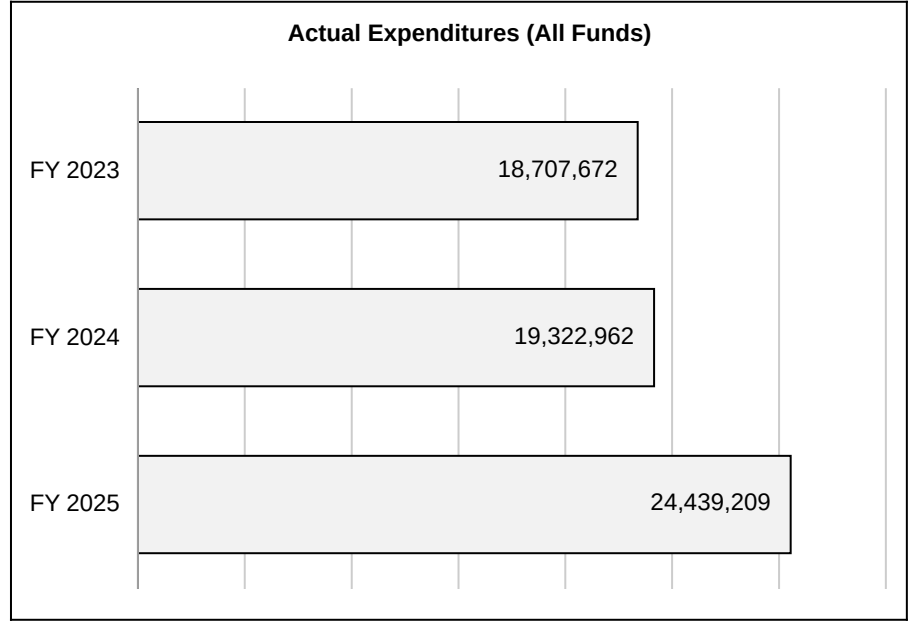 Actual Expenditures (All Funds)
FY 2023 18,707,672
FY 2024 19,322,962
FY 2025 24,439,209